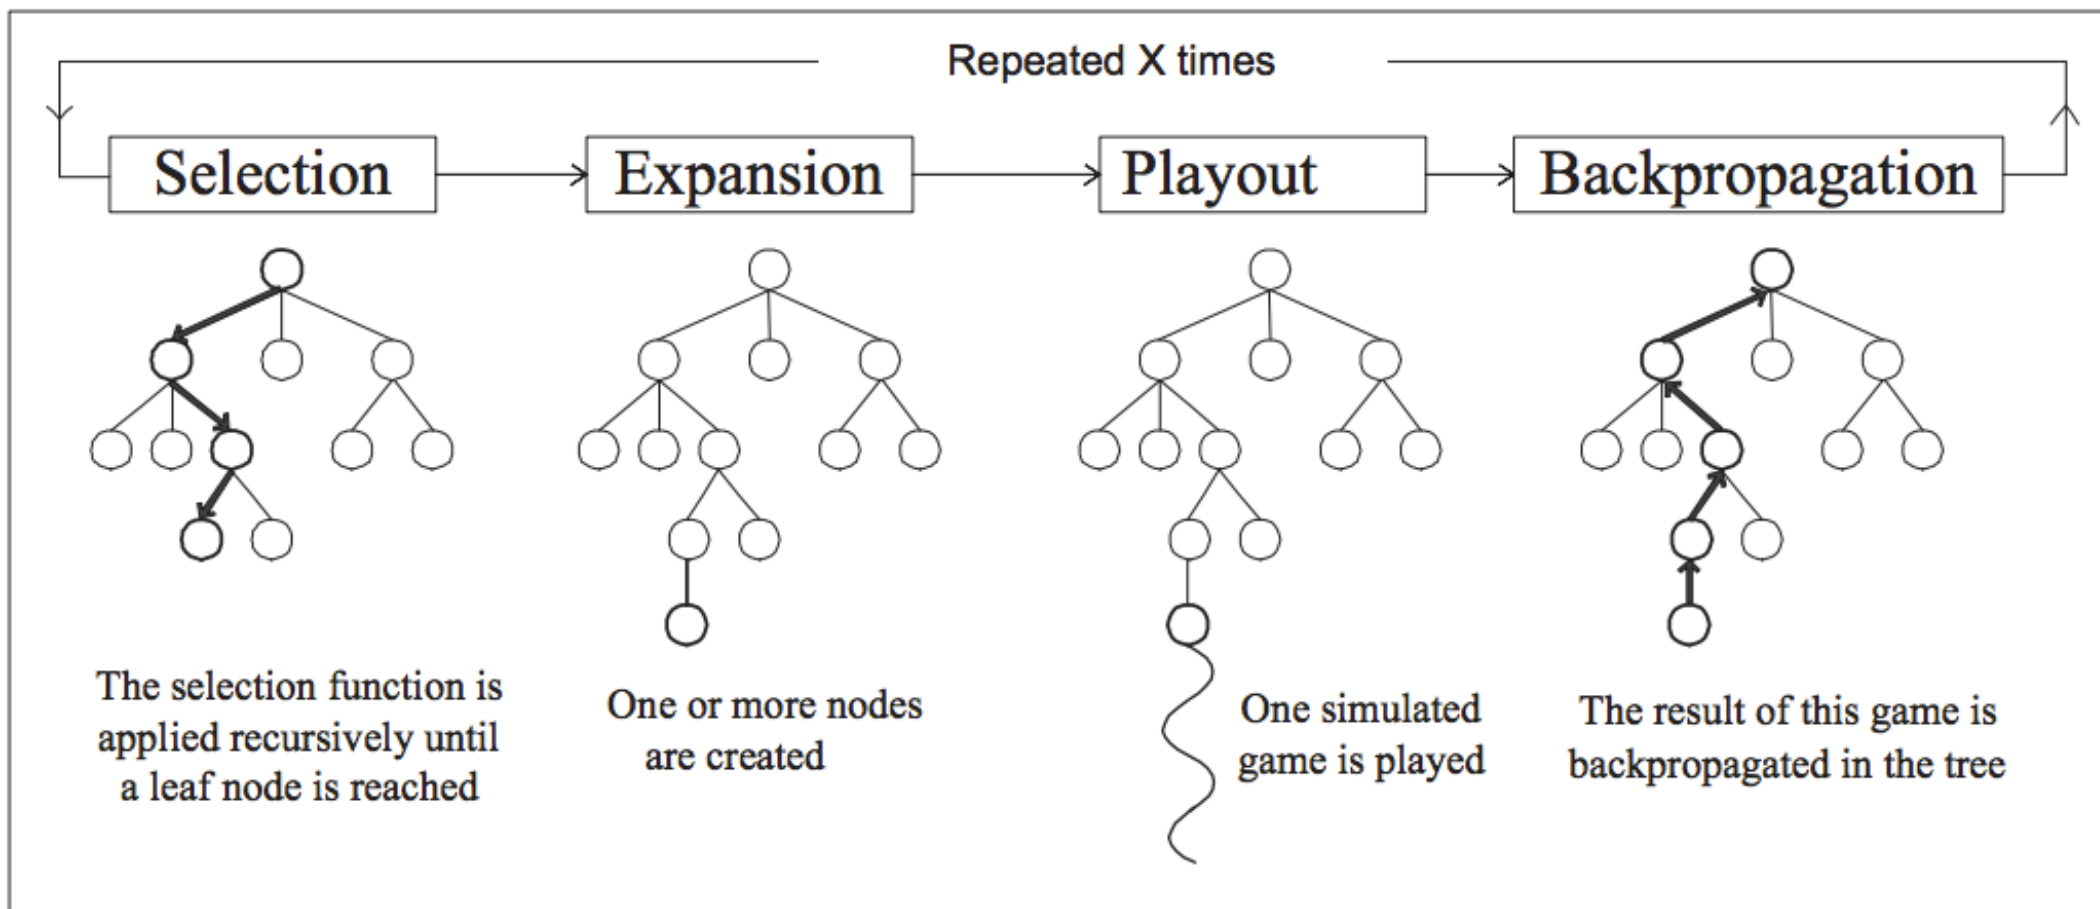 Repeated X times
Selection
Expansion
Playout
Backpropagation
The selection function is
applied recursively until
a leaf node is reached
One or more nodes
are created
One simulated
game is played
The result of this game is
backpropagated in the tree